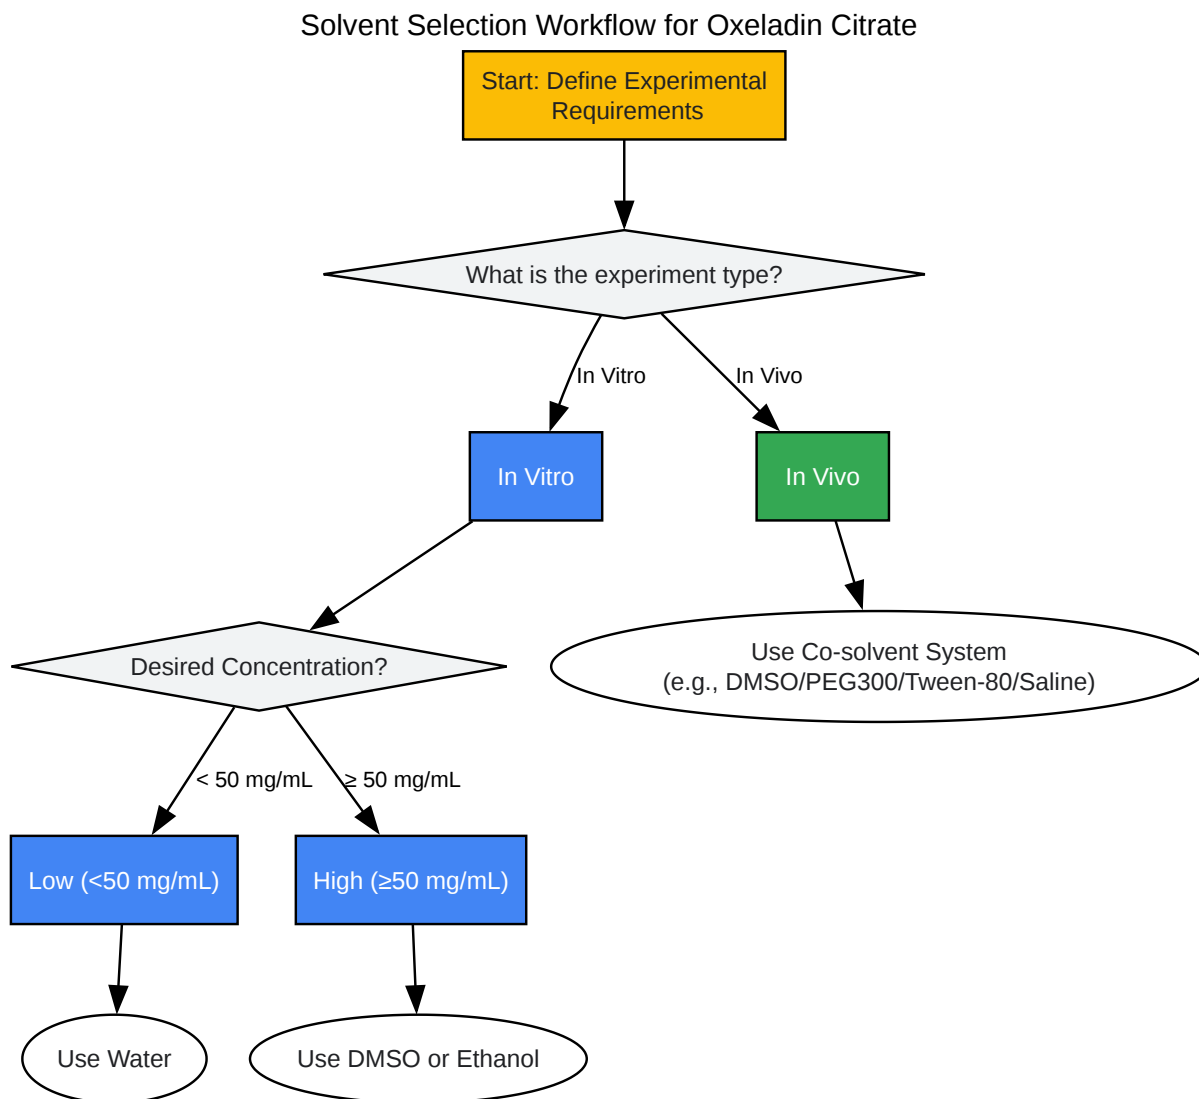 Solvent Selection Workflow for Oxeladin Citrate
Start: Define Experimental
Requirements
What is the experiment type?
In Vitro
In Vivo
In Vitro
In Vivo
Desired Concentration?
Use Co-solvent System
(e.g., DMSO/PEG300/Tween-80/Saline)
< 50 mg/mL
≥ 50 mg/mL
Low (<50 mg/mL)
High (≥50 mg/mL)
Use Water
Use DMSO or Ethanol